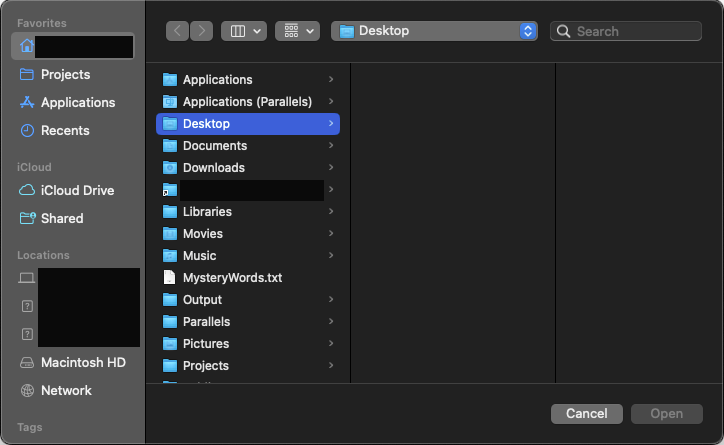 Favorites
Projects
Applications
Recents
iCloud
iCloud Drive
Shared
Locations
Macintosh HD
Network
Tags
Desktop
Search
Applications
Applications (Parallels)
Desktop
Documents
Downloads
Libraries
Movies
Music
MysteryWords.txt
Output
Parallels
Pictures
Projects
Cancel
Open